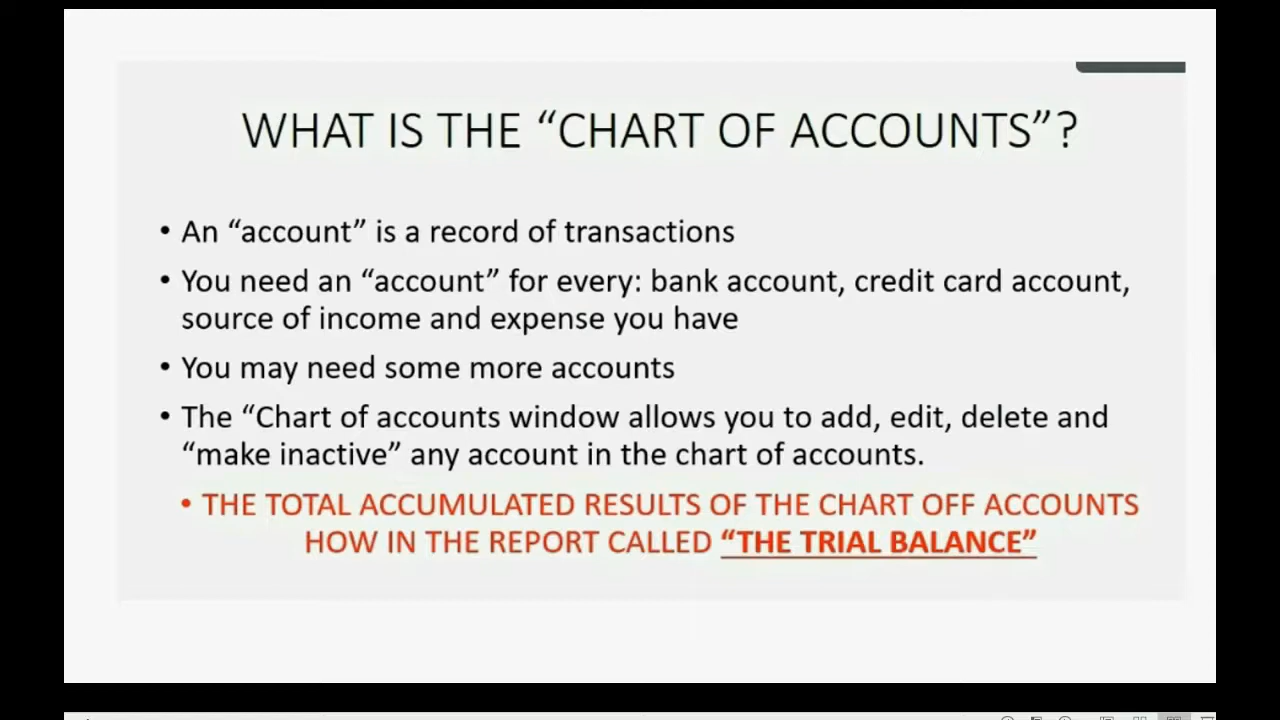 WHAT IS THE “CHART OF ACCOUNTS”?
• An “account” is a record of transactions
• You need an “account” for every: bank account, credit card account,
source of income and expense you have
• You may need some more accounts
• The “Chart of accounts window allows you to add, edit, delete and
“make inactive” any account in the chart of accounts.
• THE TOTAL ACCUMULATED RESULTS OF THE CHART OFF ACCOUNTS
HOW IN THE REPORT CALLED “THE TRIAL BALANCE”